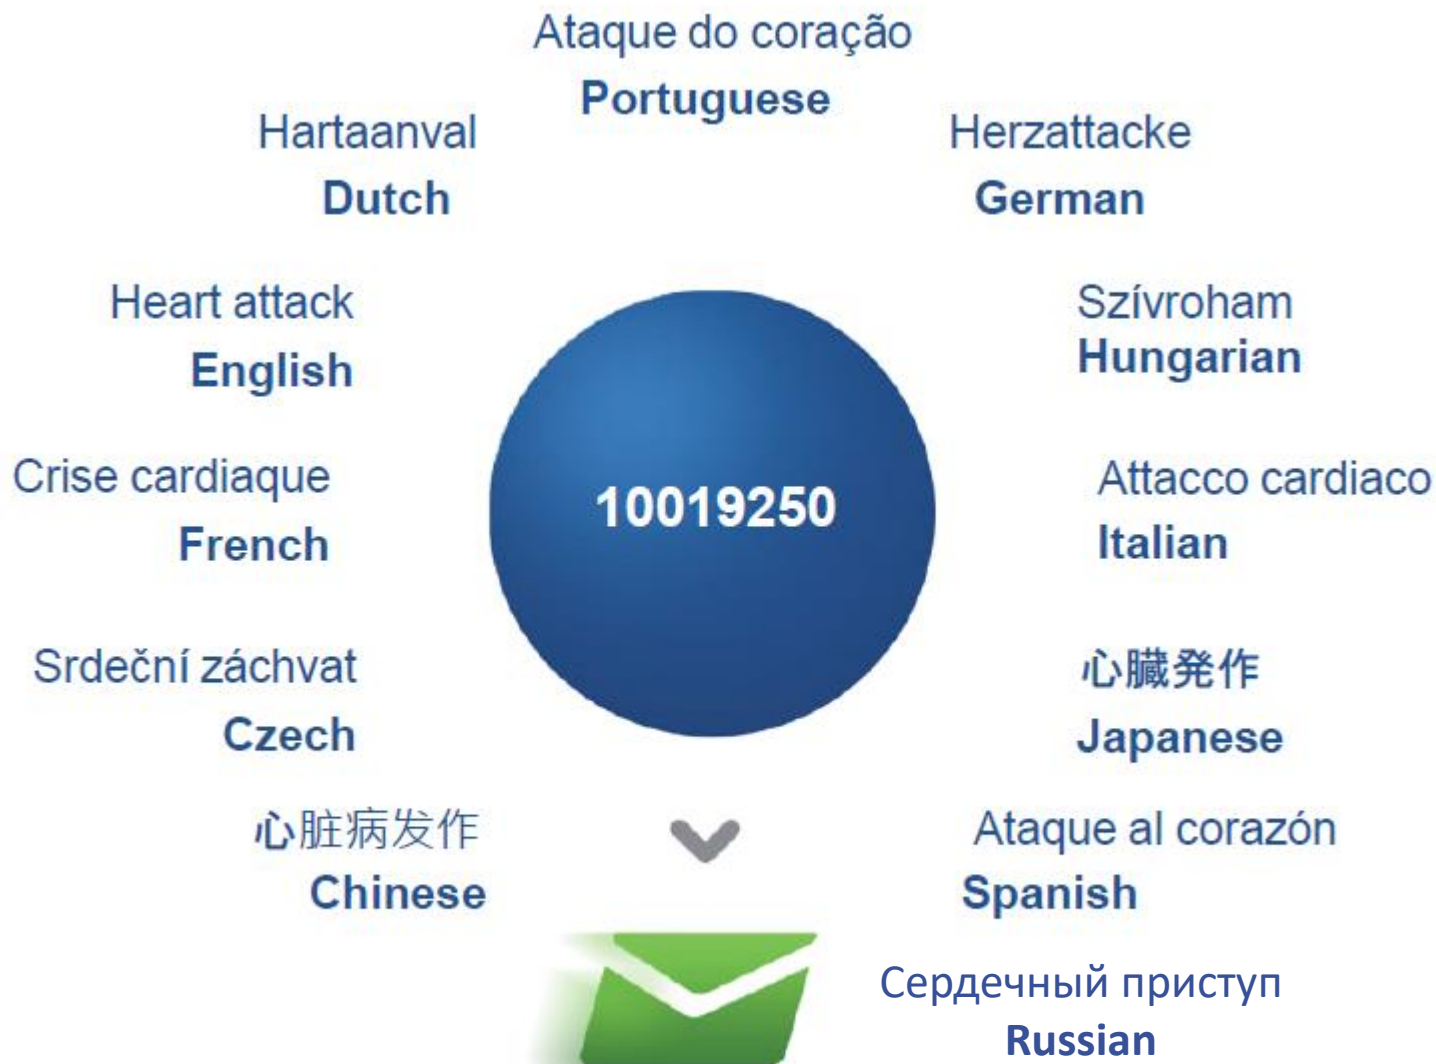 Ataque do coração
Portuguese
Hartaanval
Dutch
Herzattacke
German
Heart attack
English
Szívroham
Hungarian
Crise cardiaque
French
10019250
Attacco cardiaco
Italian
Srdeční záchvat
Czech
心臓発作
Japanese
心脏病发作
Chinese
Ataque al corazón
Spanish
Сердечный приступ
Russian